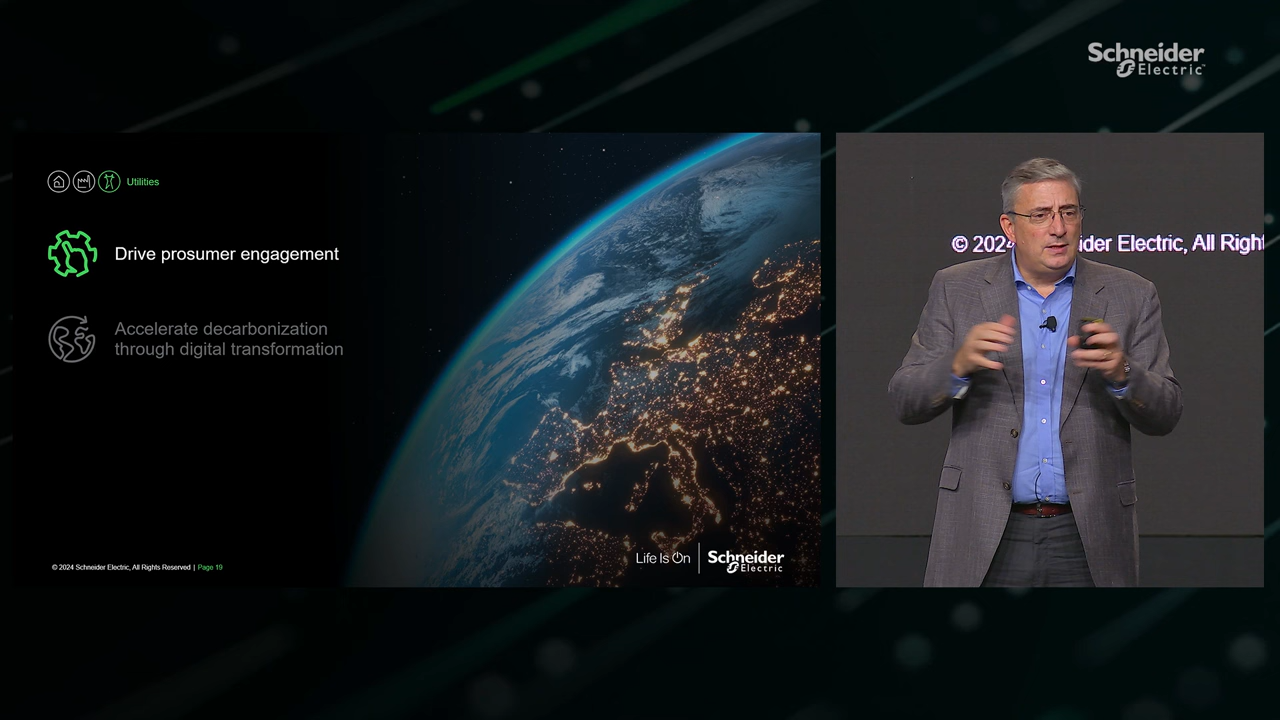 Schneider
Electric
Utilities
Drive prosumer engagement
Accelerate decarbonization
through digital transformation
© 2024 Schneider Electric, All Rights Reserved | Page 19
Life Is On
Schneider
Electric
© 2024 ider Electric, All Right